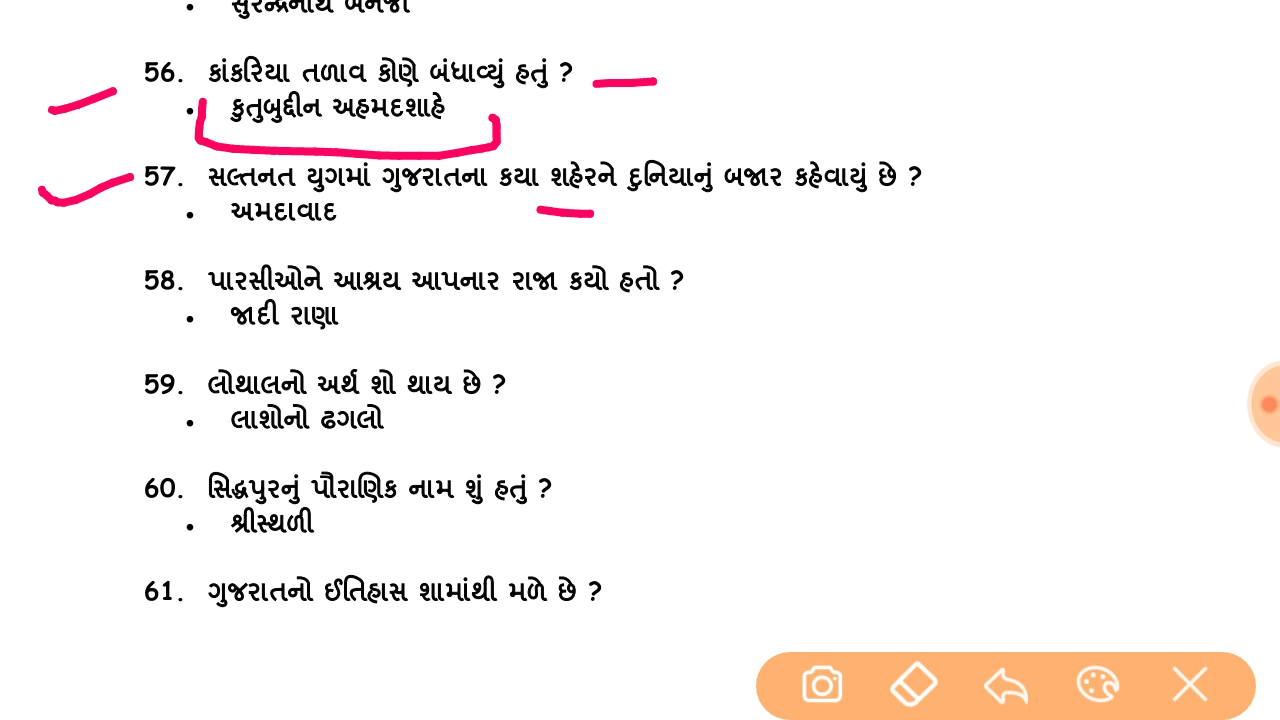 • સુરેન્દ્રનાથ બેનર્જી
56. કાંકરિયા તળાવ કોણે બંધાવ્યું હતું ?
• કુતુબુદ્દીન અહમદશાહે
57. સલ્તનત યુગમાં ગુજરાતના કયા શહેરને દુનિયાનું બજાર કહેવાયું છે ?
• અમદાવાદ
58. પારસીઓને આશ્રય આપનાર રાજા કયો હતો ?
• જાદી રાણા
59. લોથાલનો અર્થ શો થાય છે ?
• લાશોનો ઢગલો
60. સિદ્ધપુરનું પૌરાણિક નામ શું હતું ?
• શ્રીસ્થળી
61. ગુજરાતનો ઈતિહાસ શામાંથી મળે છે ?